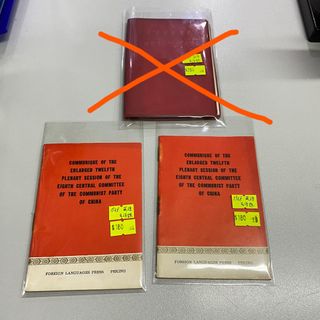 COMMUNIQUE OF THE
ENLARGED TWELFTH
PLENARY SESSION OF THE
EIGHTH CENTRAL COMMITTEE
OF THE COMMUNIST PARTY
OF CHINA
$180
FOREIGN LANGUAGES PRESS PEKING
COMMUNIQUE OF THE
ENLARGED TWELFTH
PLENARY SESSION OF THE
EIGHTH CENTRAL COMMITTEE
OF THE COMMUNIST PARTY
OF CHINA
$180
FOREIGN LANGUAGES PRESS PEKING